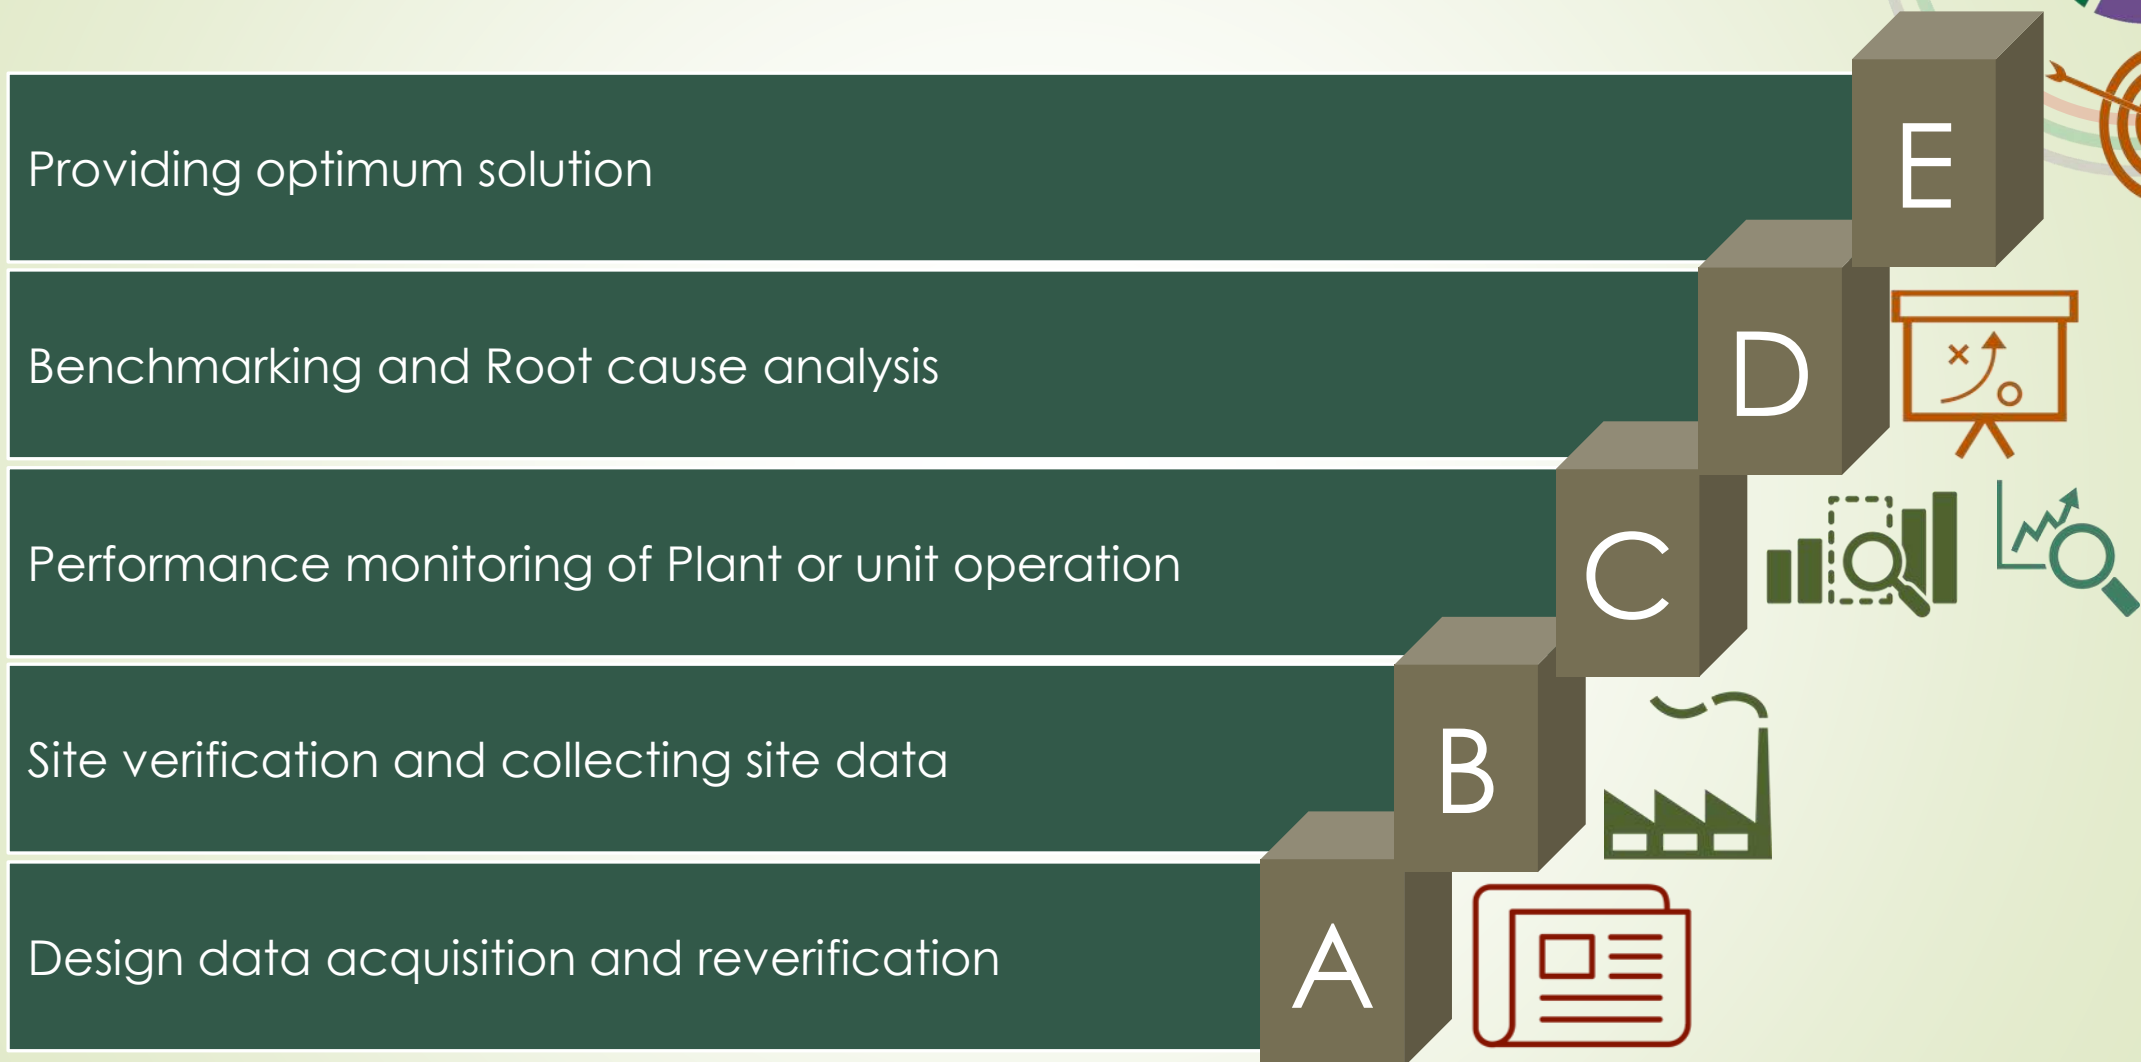 Providing optimum solution
E
Benchmarking and Root cause analysis
D
Performance monitoring of Plant or unit operation
C
Site verification and collecting site data
B
Design data acquisition and reverification
A